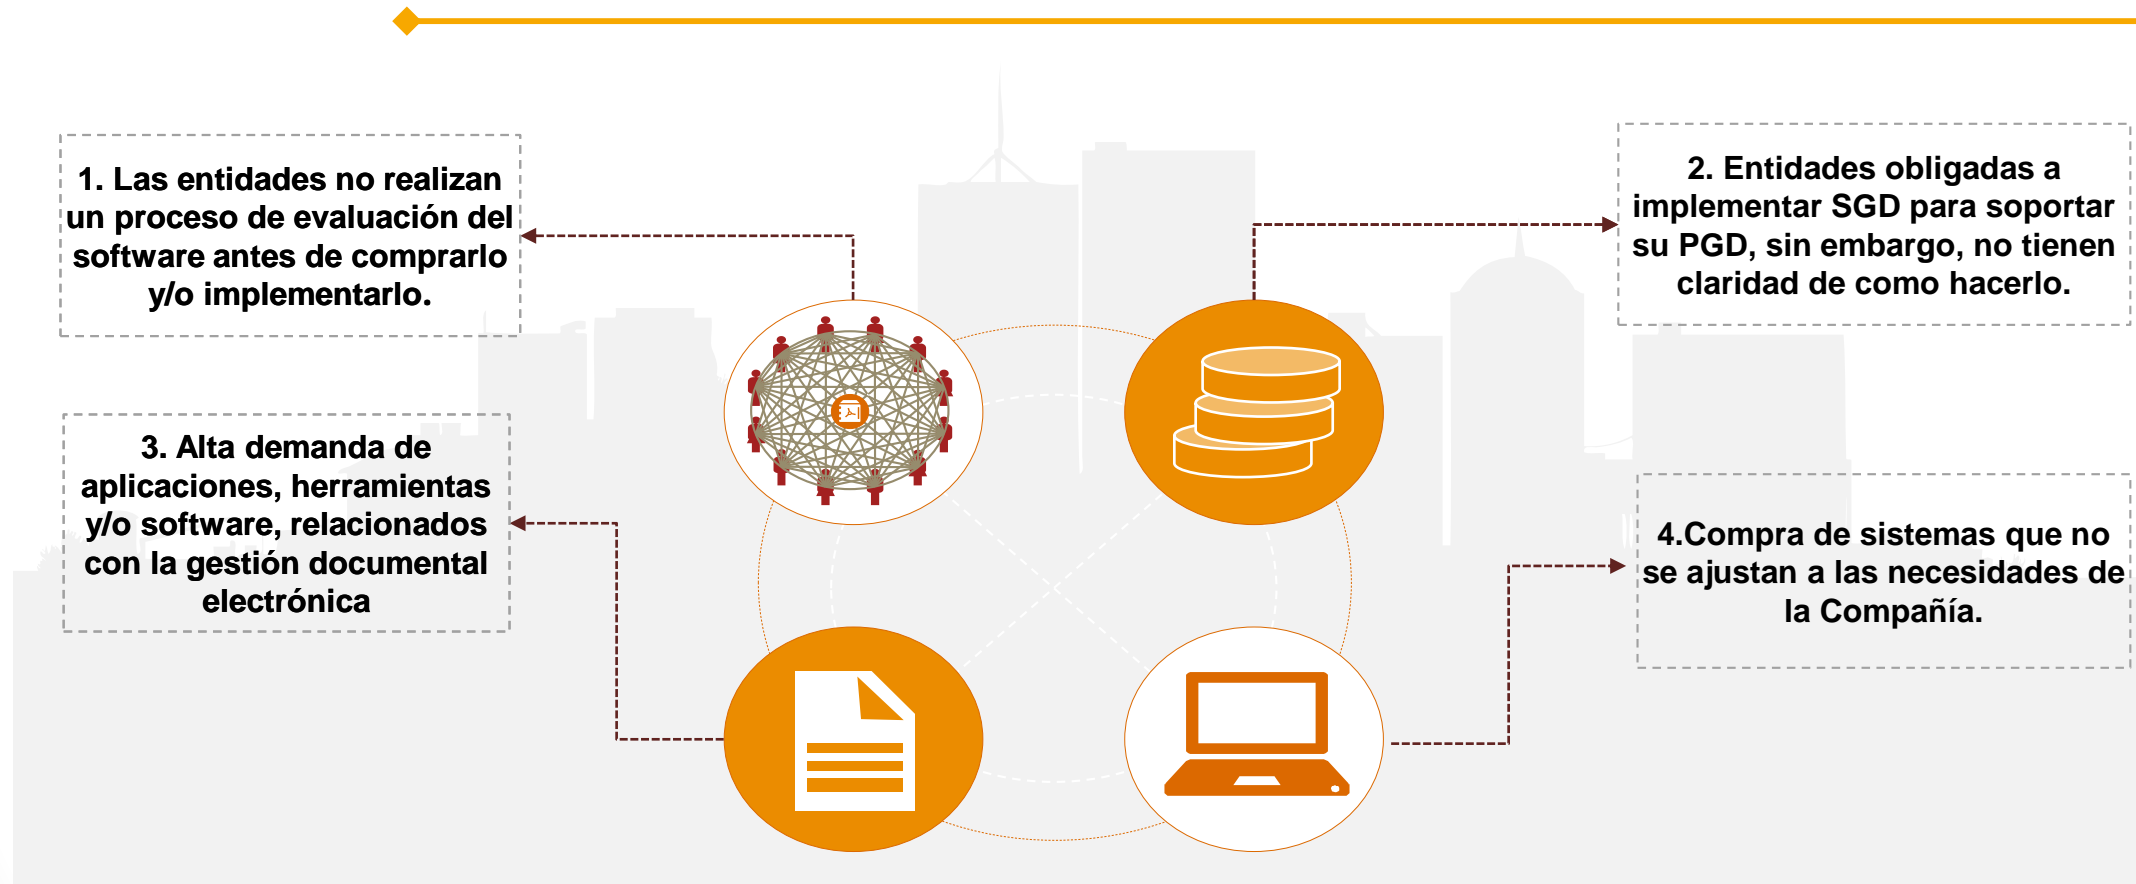 1. Las entidades no realizan
un proceso de evaluación del
software antes de comprarlo
y/o implementarlo.
2. Entidades obligadas a
implementar SGD para soportar
su PGD, sin embargo, no tienen
claridad de como hacerlo.
3. Alta demanda de
aplicaciones, herramientas
y/o software, relacionados
con la gestión documental
electrónica
4.Compra de sistemas que no
se ajustan a las necesidades de
la Compañía.